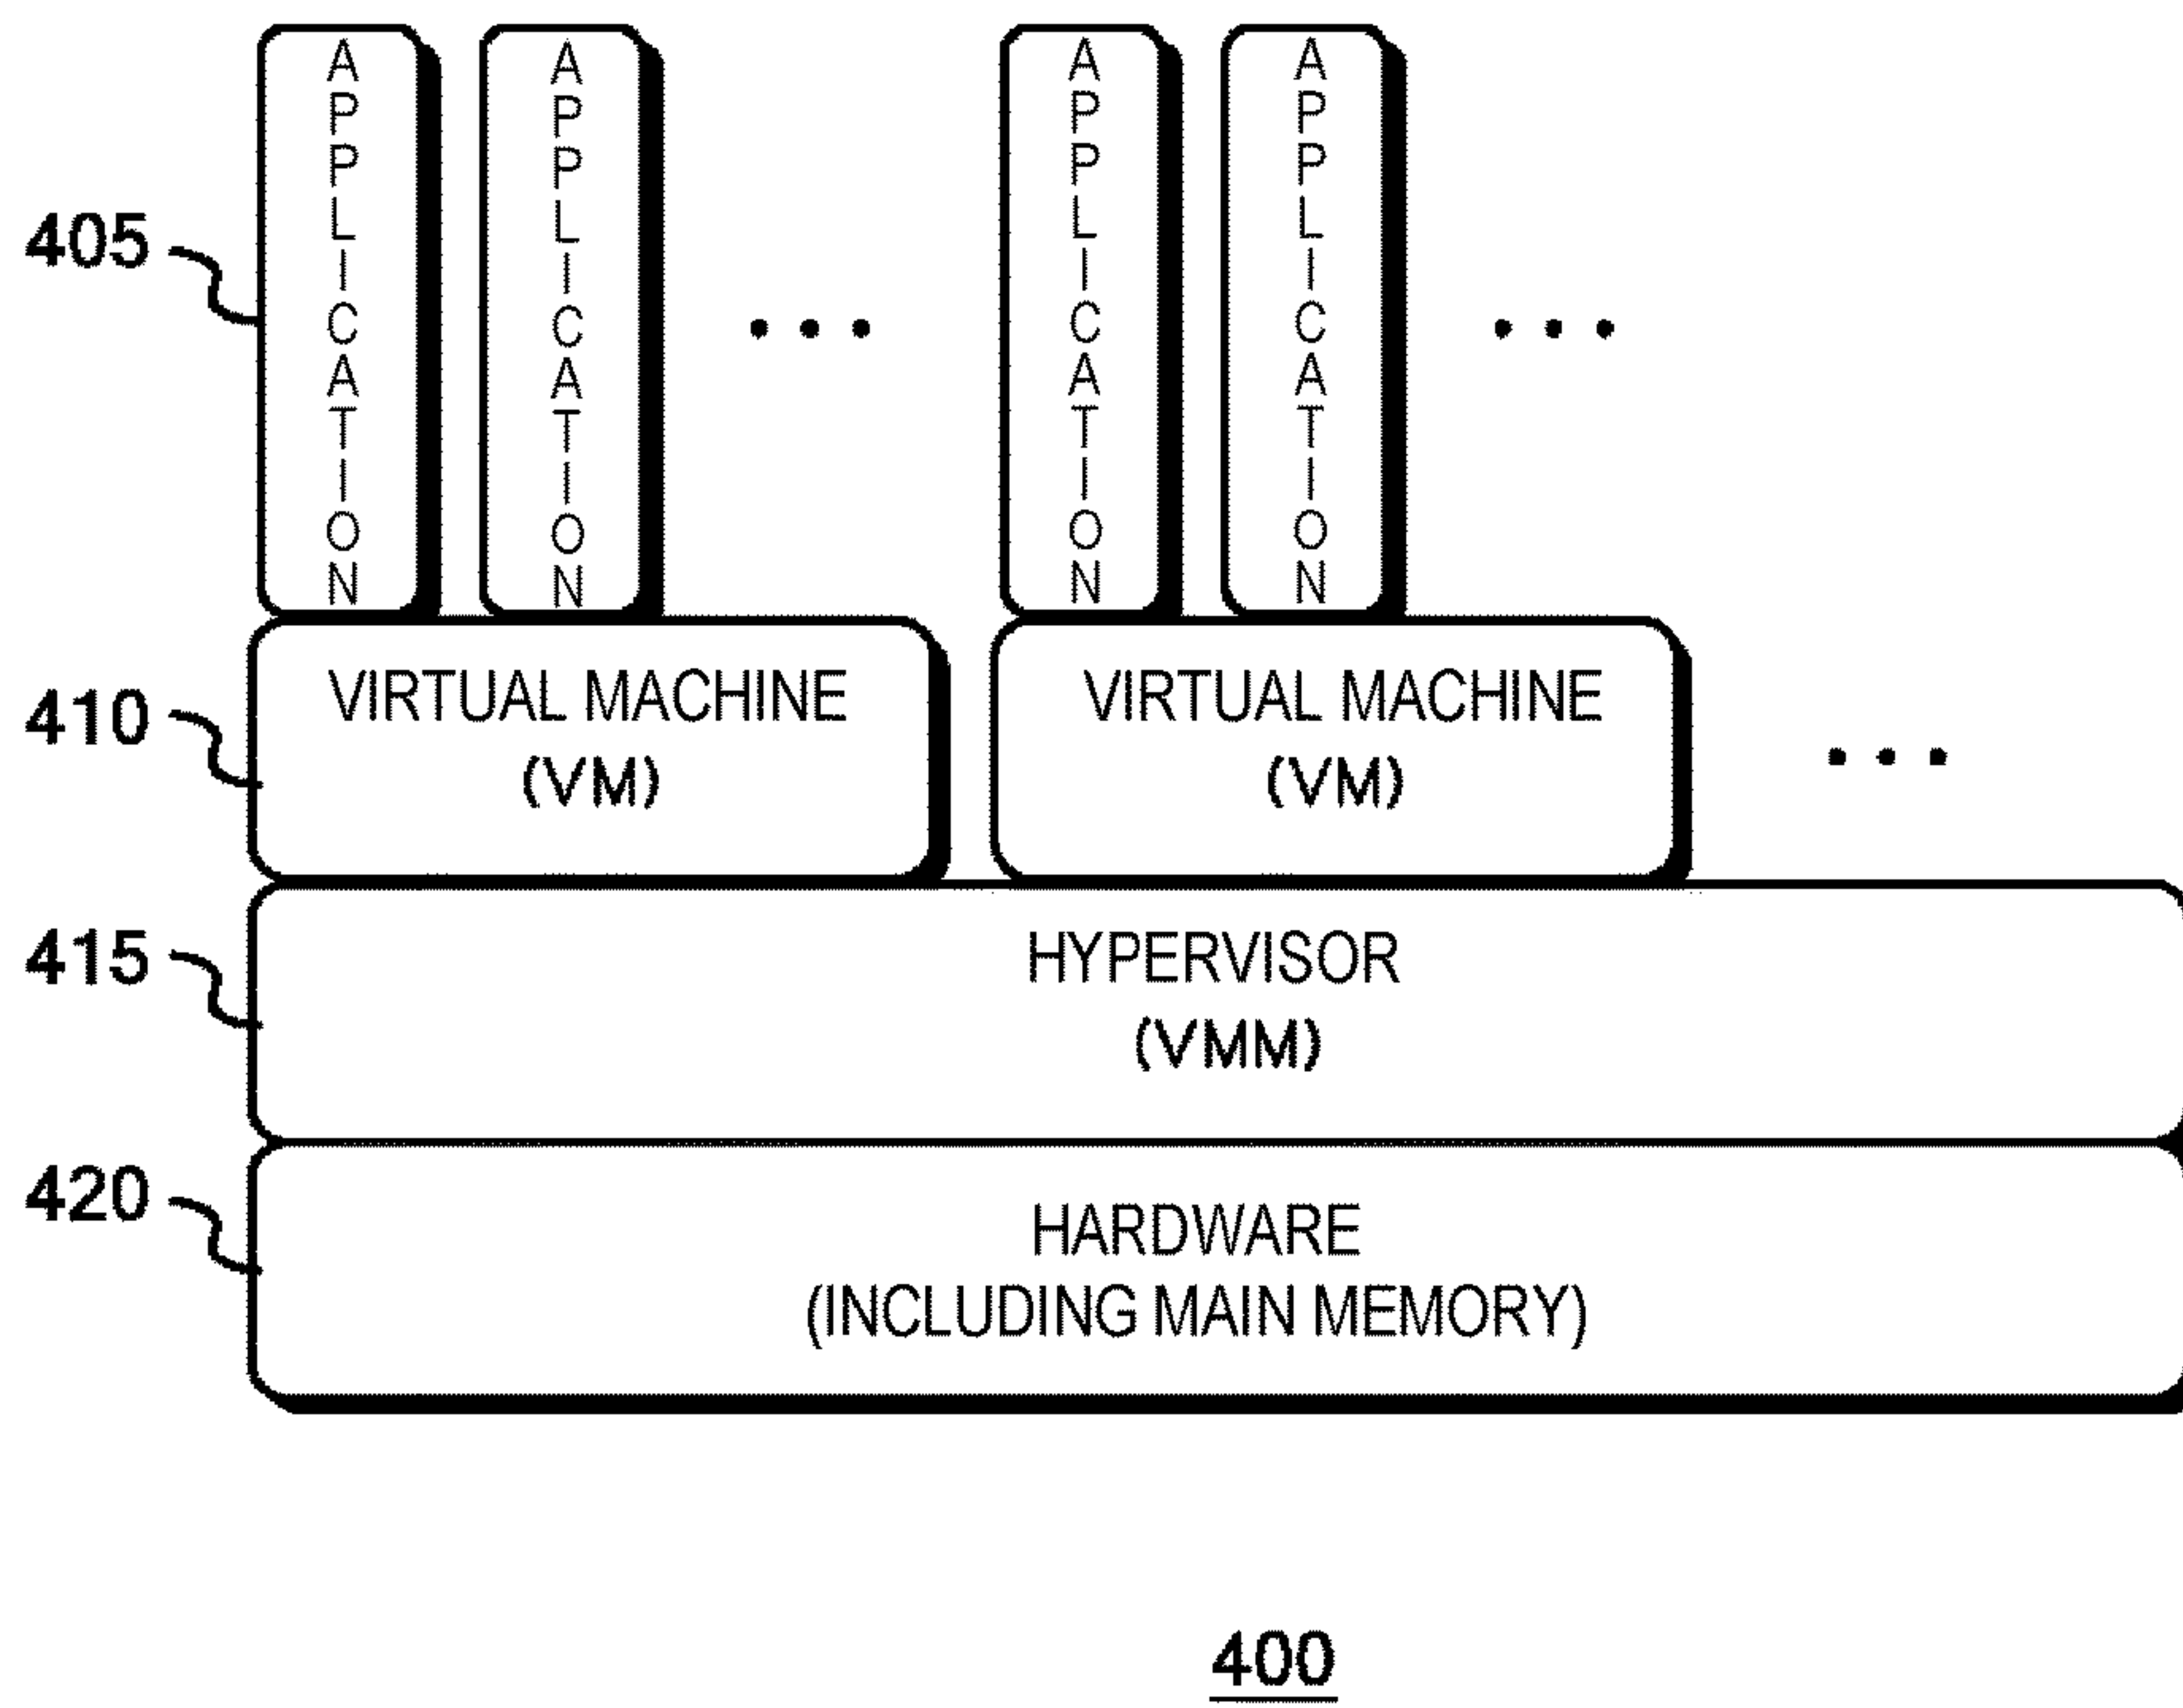 APPLICATION
APPLICATION
APPLICATION
APPLICATION
405
VIRTUAL MACHINE
(VM)
VIRTUAL MACHINE
(VM)
410
HYPERVISOR
(VMM)
415
HARDWARE
(INCLUDING MAIN MEMORY)
420
400